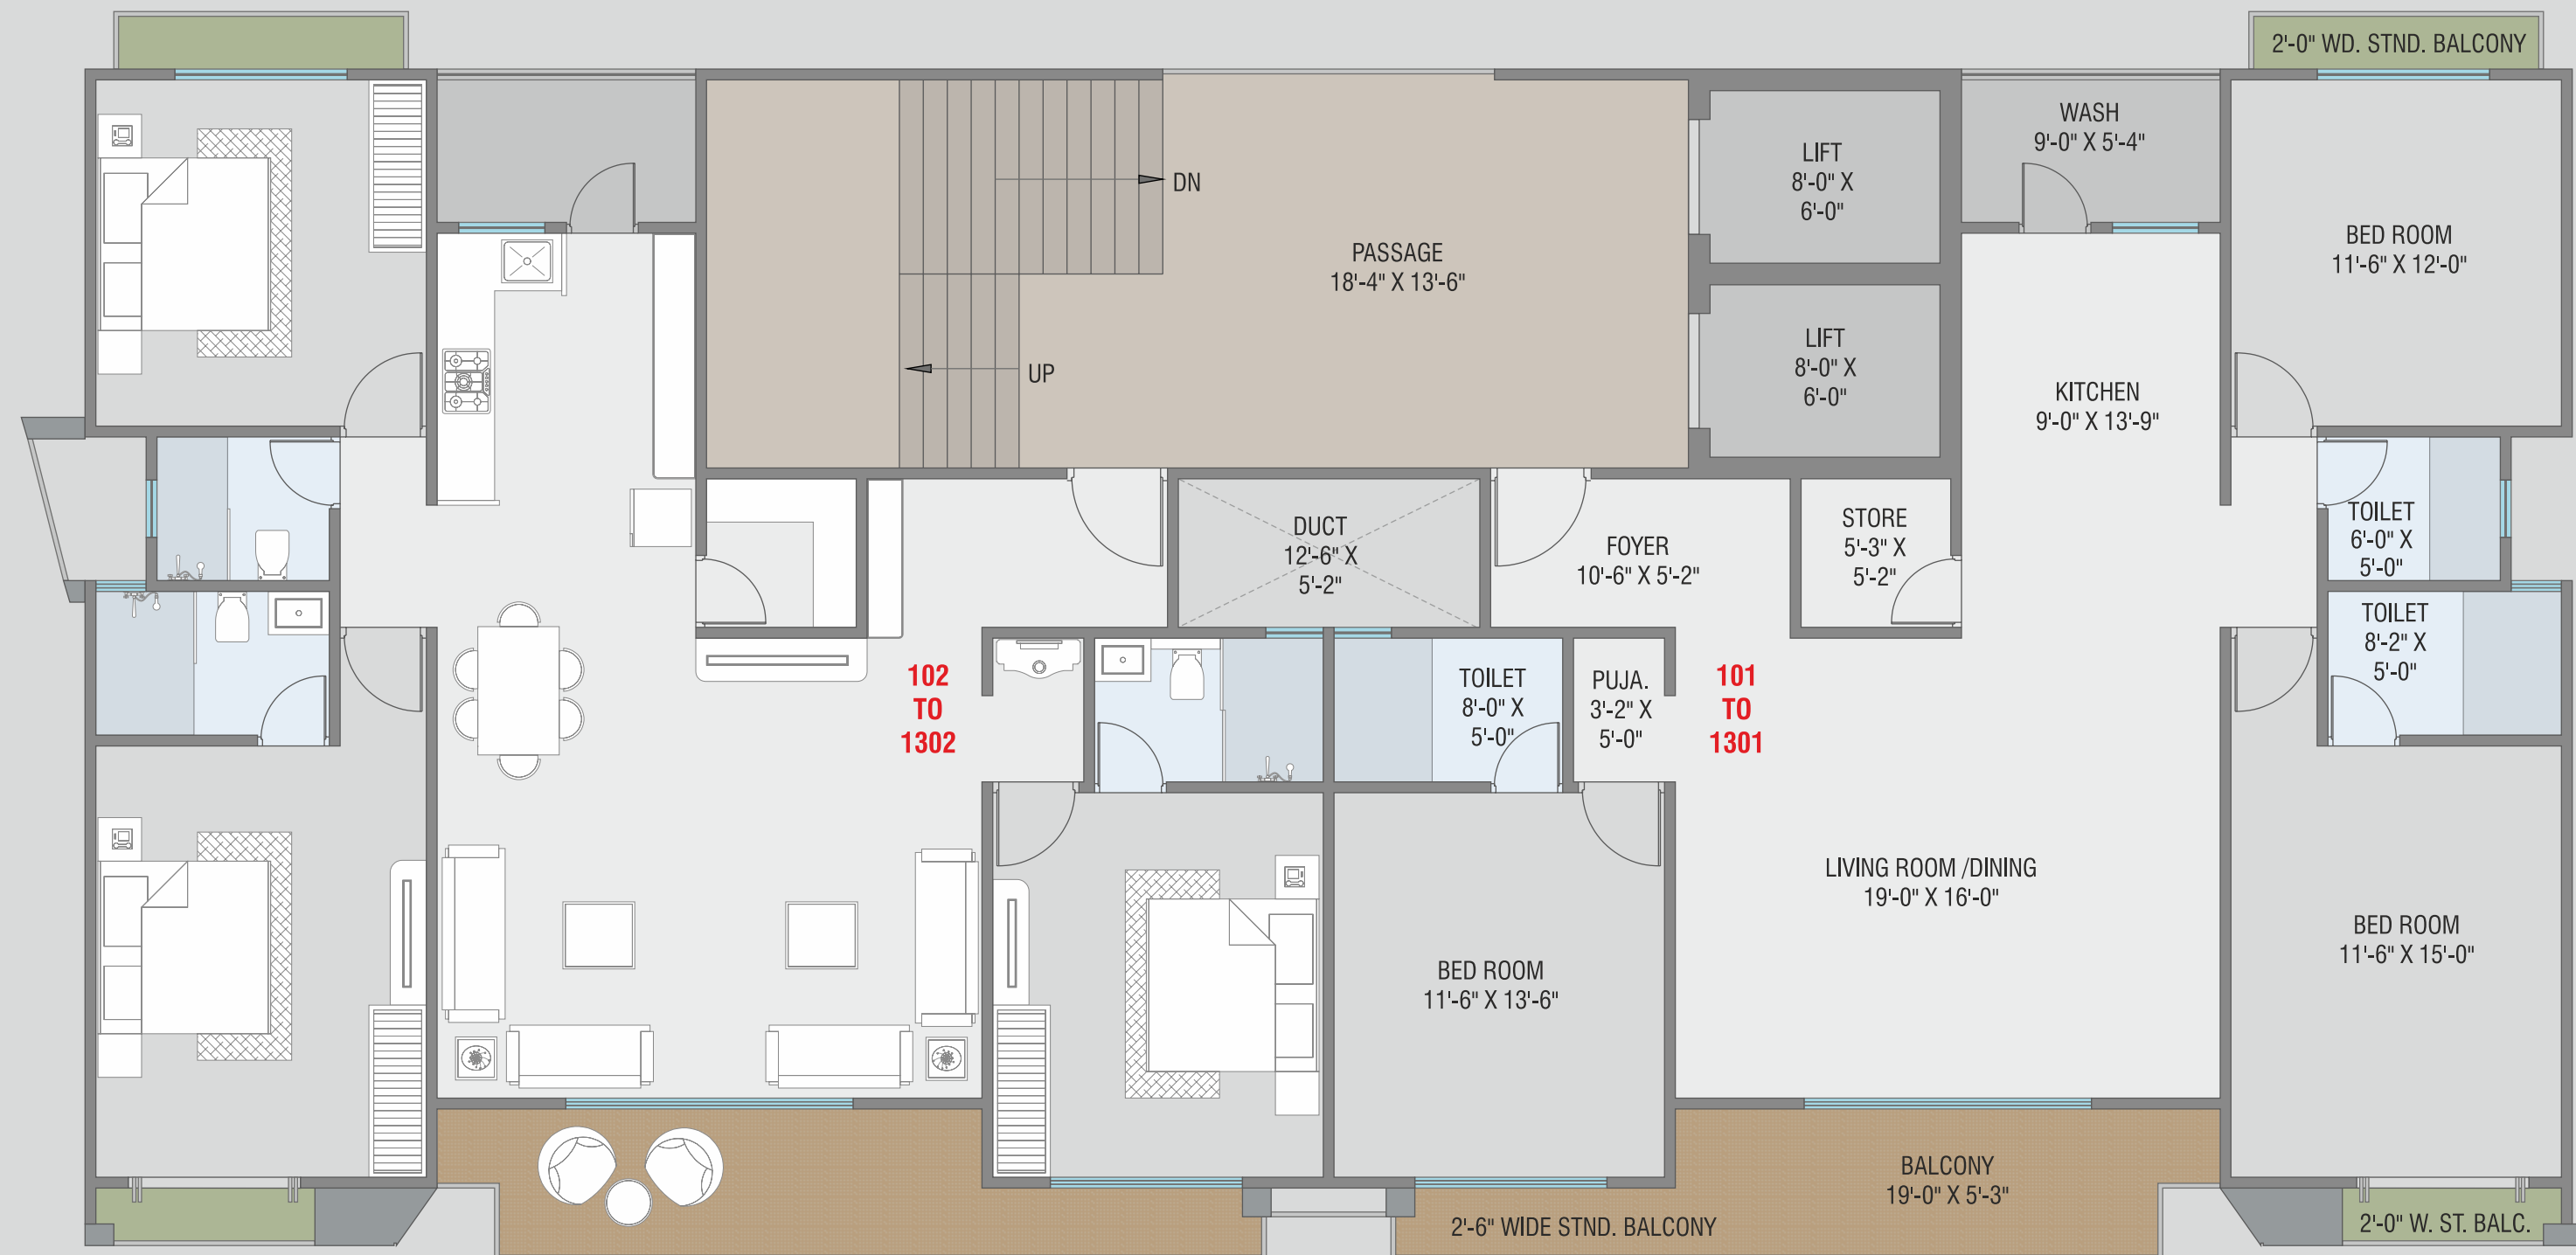 2'-0" WD. STND. BALCONY
WASH
9'-0" X 5'-4"
LIFT
8'-0" X
6'-0"
DN
BED ROOM
11'-6" X 12'-0"
PASSAGE
18'-4" X 13'-6"
LIFT
8'-0" X
6'-0"
UP
KITCHEN
9'-0" X 13'-9"
DUCT
12'-6" X
5'-2"
FOYER
10'-6" X 5'-2"
STORE
5'-3" X
5'-2"
TOILET
6'-0" X
5'-0"
TOILET
8'-2" X
5'-0"
102
TO
1302
TOILET
8'-0" X
5'-0"
PUJA.
3'-2" X
5'-0"
101
TO
1301
LIVING ROOM /DINING
19'-0" X 16'-0"
BED ROOM
11'-6" X 15'-0"
BED ROOM
11'-6" X 13'-6"
BALCONY
19'-0" X 5'-3"
2'-6" WIDE STND. BALCONY
2'-0" W. ST. BALC.